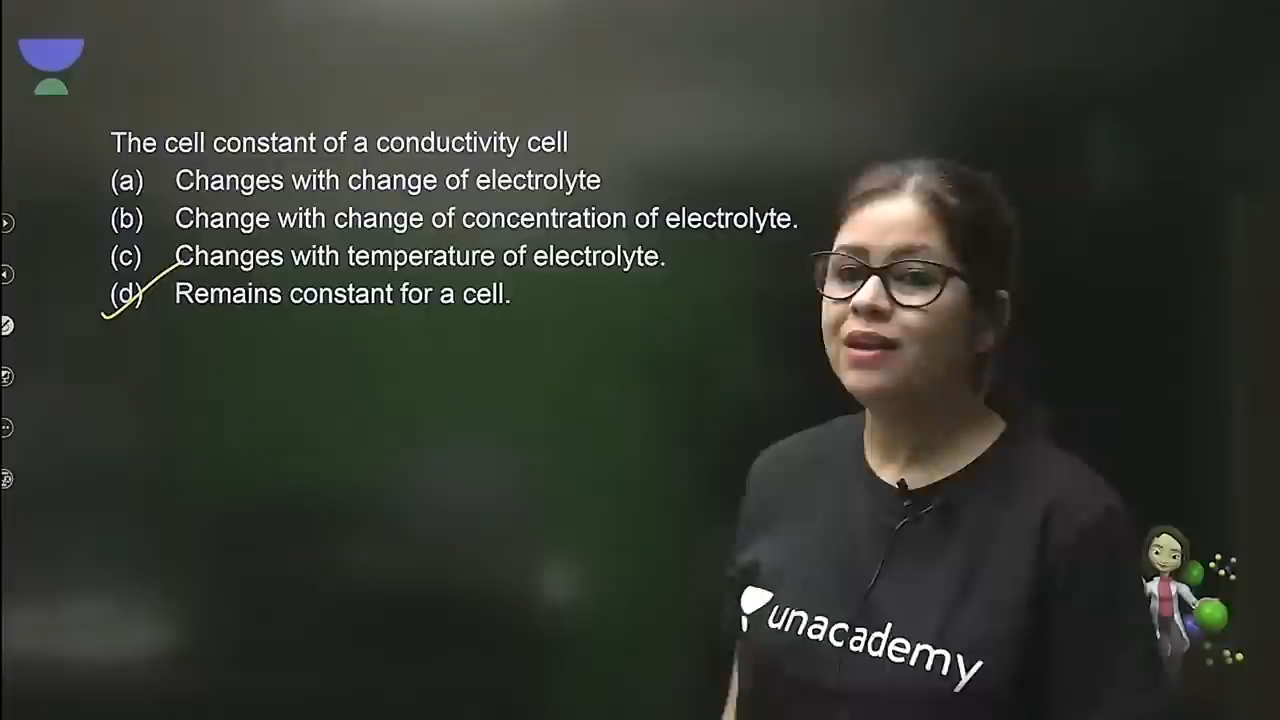 The cell constant of a conductivity cell
(a) Changes with change of electrolyte
(b) Change with change of concentration of electrolyte.
(c) Changes with temperature of electrolyte.
(d) Remains constant for a cell.
unacademy